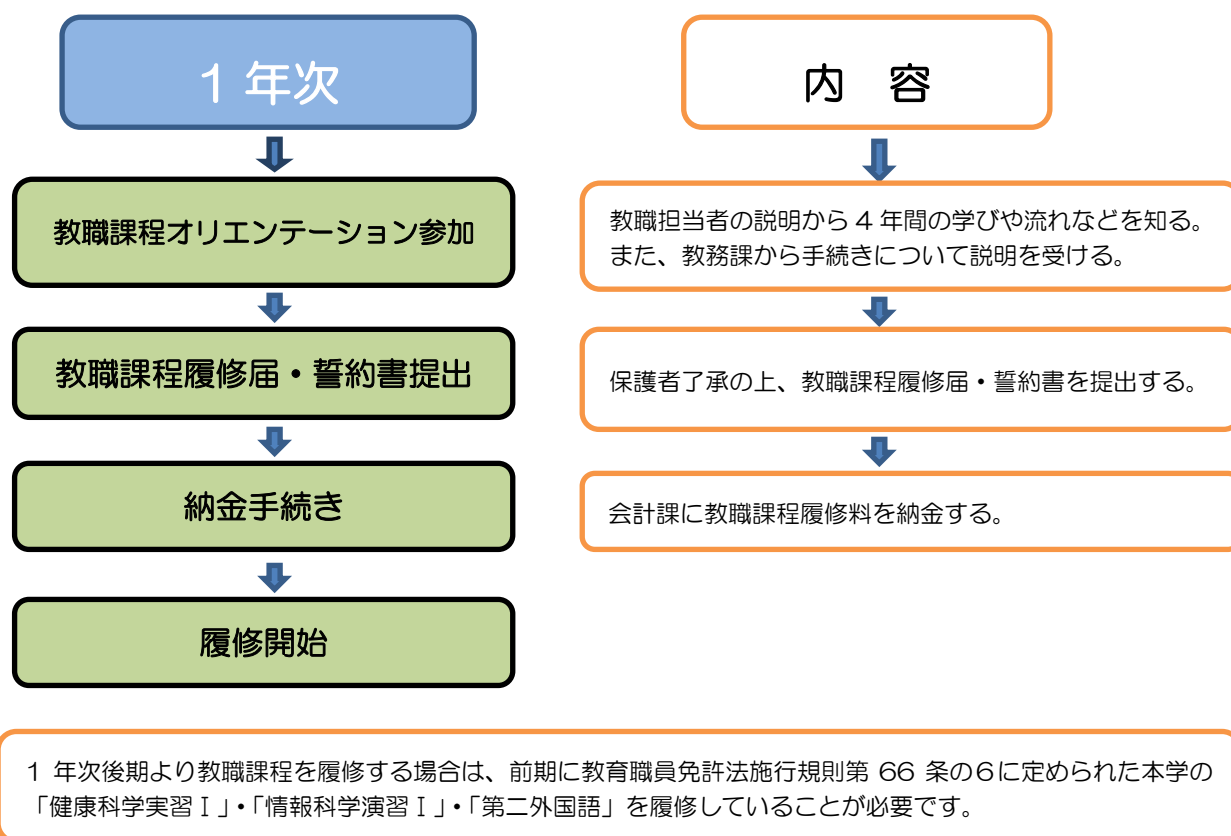 1 年次
内　容
教職課程オリエンテーション参加
教職担当者の説明から 4 年間の学びや流れなどを知る。
また、教務課から手続きについて説明を受ける。
教職課程履修届・誓約書提出
保護者了承の上、教職課程履修届・誓約書を提出する。
納金手続き
会計課に教職課程履修料を納金する。
履修開始
1 年次後期より教職課程を履修する場合は、前期に教育職員免許法施行規則第 66 条の6に定められた本学の
「健康科学実習Ⅰ」・「情報科学演習Ⅰ」・「第二外国語」を履修していることが必要です。